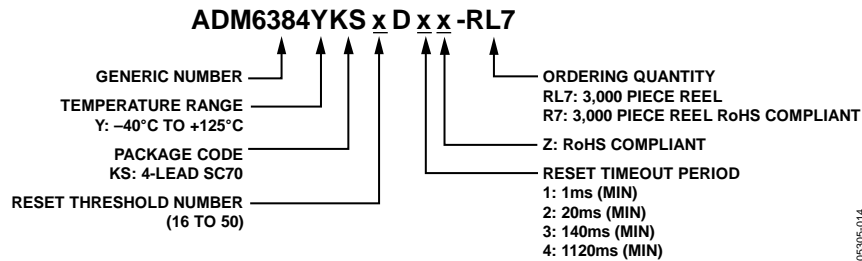 ADM6384YKS x D x x -RL7
GENERIC NUMBER
TEMPERATURE RANGE
Y: –40°C TO +125°C
PACKAGE CODE
KS: 4-LEAD SC70
RESET THRESHOLD NUMBER
(16 TO 50)
ORDERING QUANTITY
RL7: 3,000 PIECE REEL
R7: 3,000 PIECE REEL RoHS COMPLIANT
Z: RoHS COMPLIANT
RESET TIMEOUT PERIOD
1: 1ms (MIN)
2: 20ms (MIN)
3: 140ms (MIN)
4: 1120ms (MIN)
05305-014